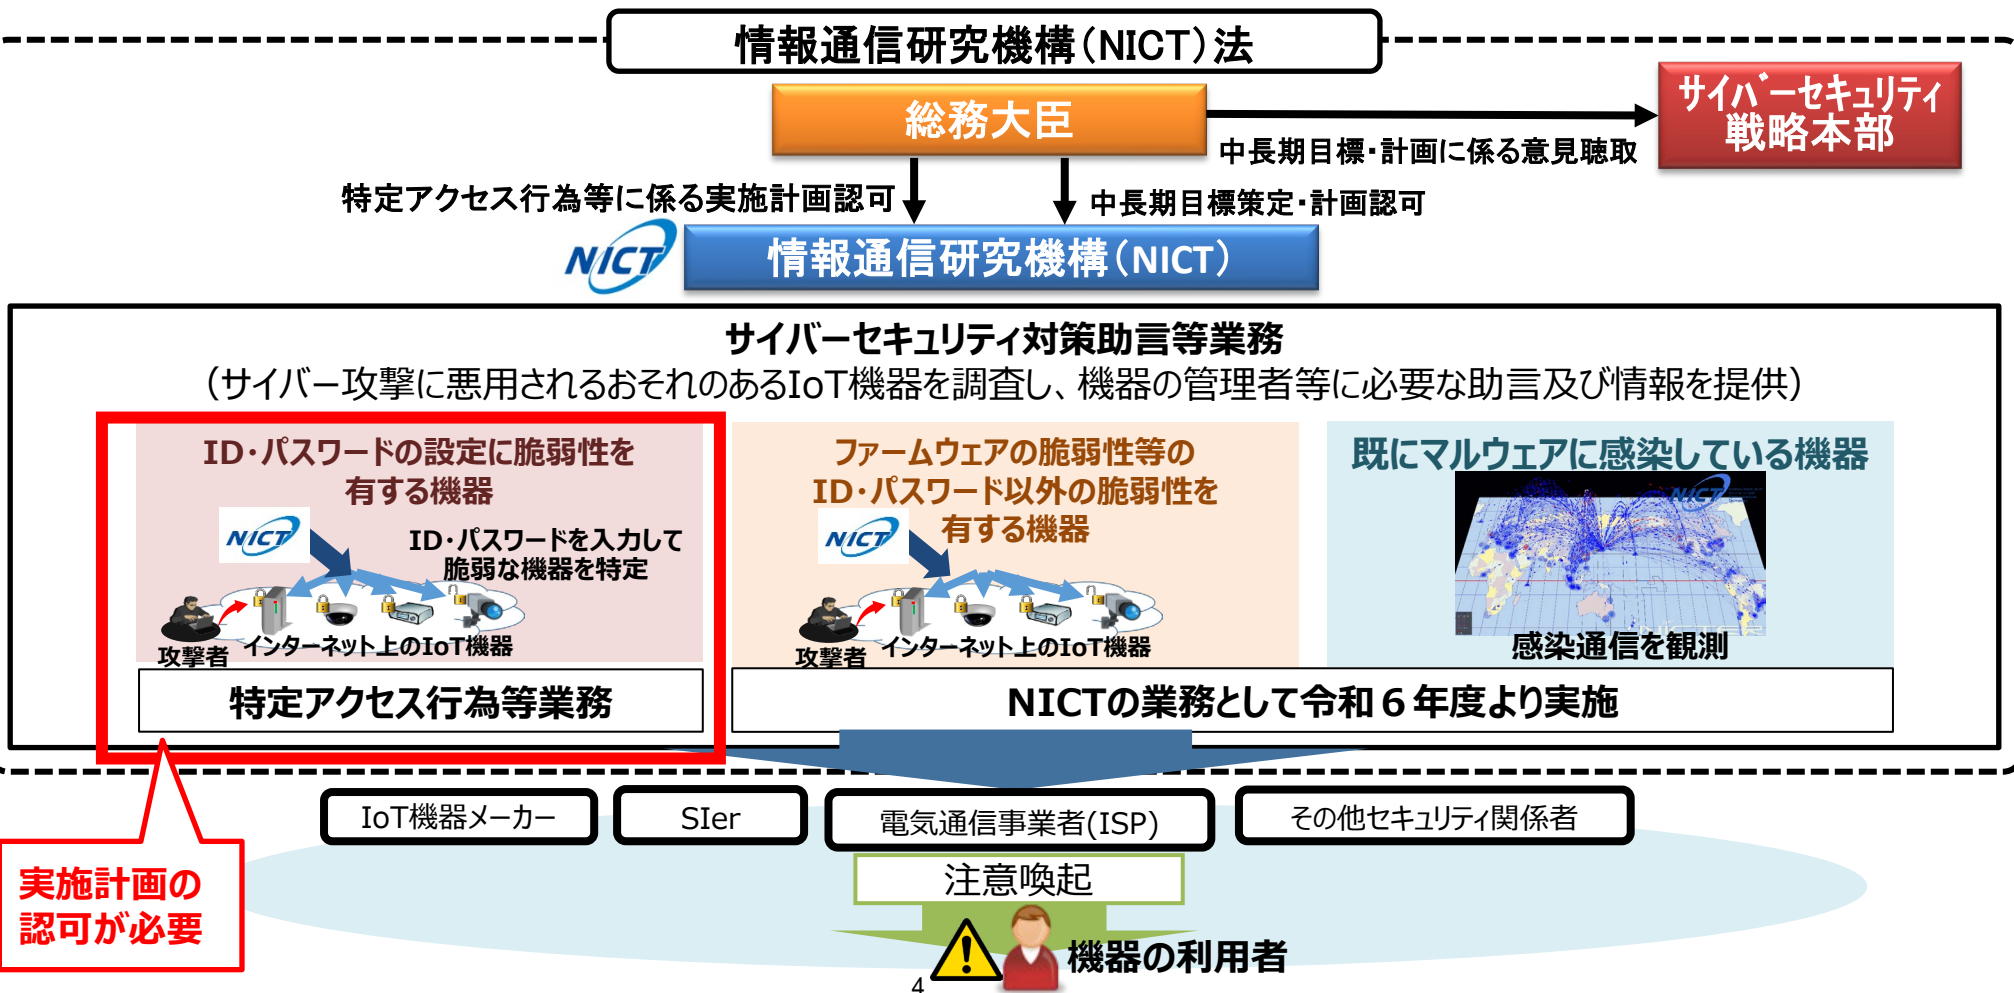 情報通信研究機構(NICT)法
総務大臣
サイバーセキュリティ
戦略本部
中長期目標・計画に係る意見聴取
特定アクセス行為等に係る実施計画認可
中長期目標策定・計画認可
NICT
情報通信研究機構(NICT)
サイバーセキュリティ対策助言等業務
(サイバー攻撃に悪用されるおそれのあるIoT機器を調査し、機器の管理者等に必要な助言及び情報を提供)
ID・パスワードの設定に脆弱性を
有する機器
NICT
ID・パスワードを入力して
脆弱な機器を特定
攻撃者
インターネット上のIoT機器
特定アクセス行為等業務
ファームウェアの脆弱性等の
ID・パスワード以外の脆弱性を
有する機器
NICT
攻撃者
インターネット上のIoT機器
既にマルウェアに感染している機器
NICT
NICTER
感染通信を観測
NICTの業務として令和6年度より実施
実施計画の
認可が必要
IoT機器メーカー
SIer
電気通信事業者(ISP)
その他セキュリティ関係者
注意喚起
機器の利用者
4